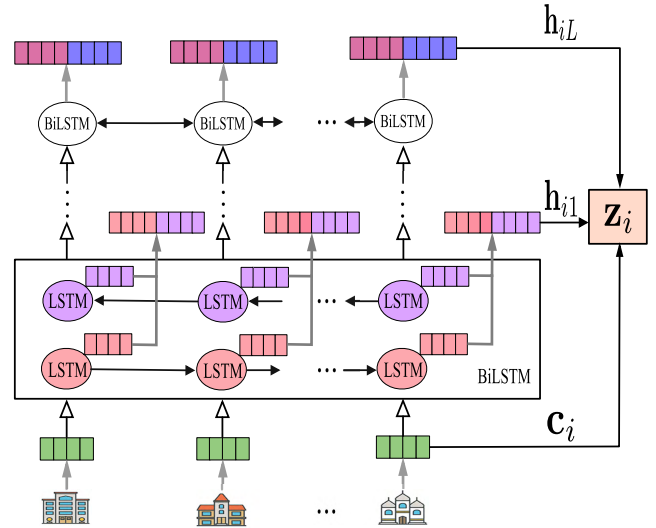 h_{iL}
BiLSTM BiLSTM ... BiLSTM
... ... ...
h_{i1}
z_i
LSTM LSTM ... LSTM
LSTM LSTM ... LSTM
BiLSTM
c_i
...